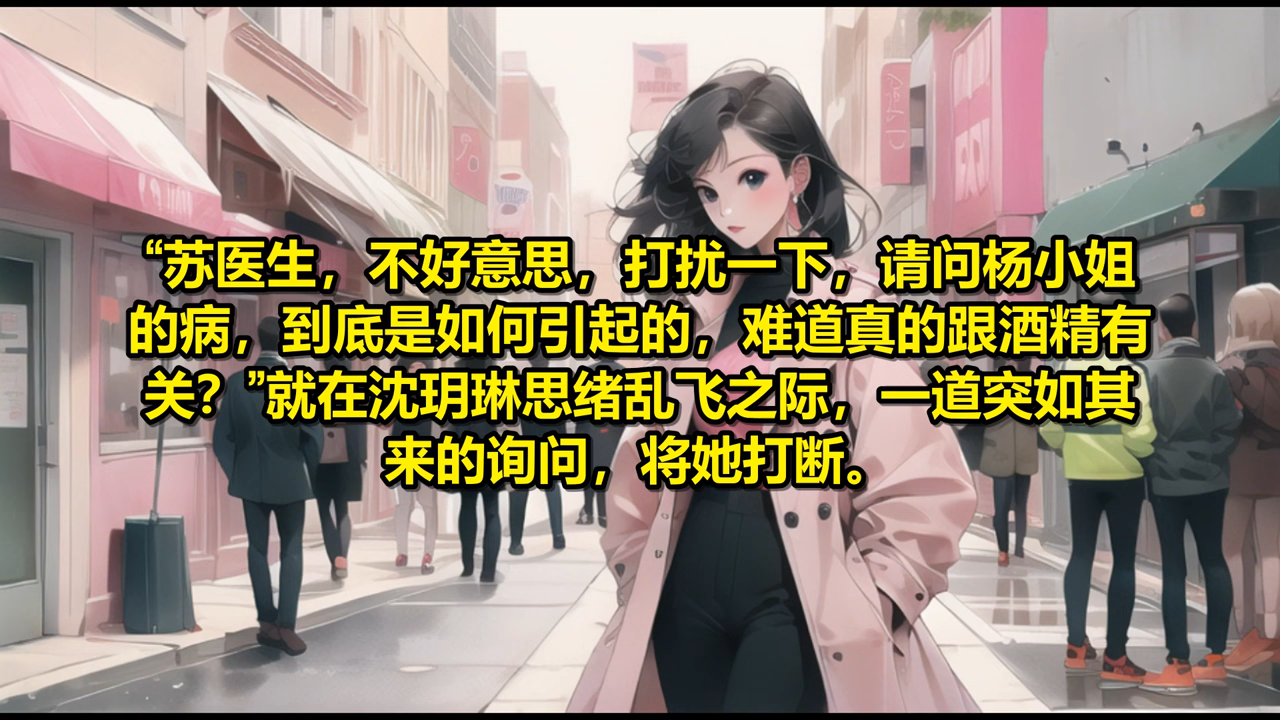 “苏医生，不好意思，打扰一下，请问杨小姐
的病，到底是如何引起的，难道真的跟酒精有
关？”就在沈玥琳思绪乱飞之际，一道突如其
来的询问，将她打断。